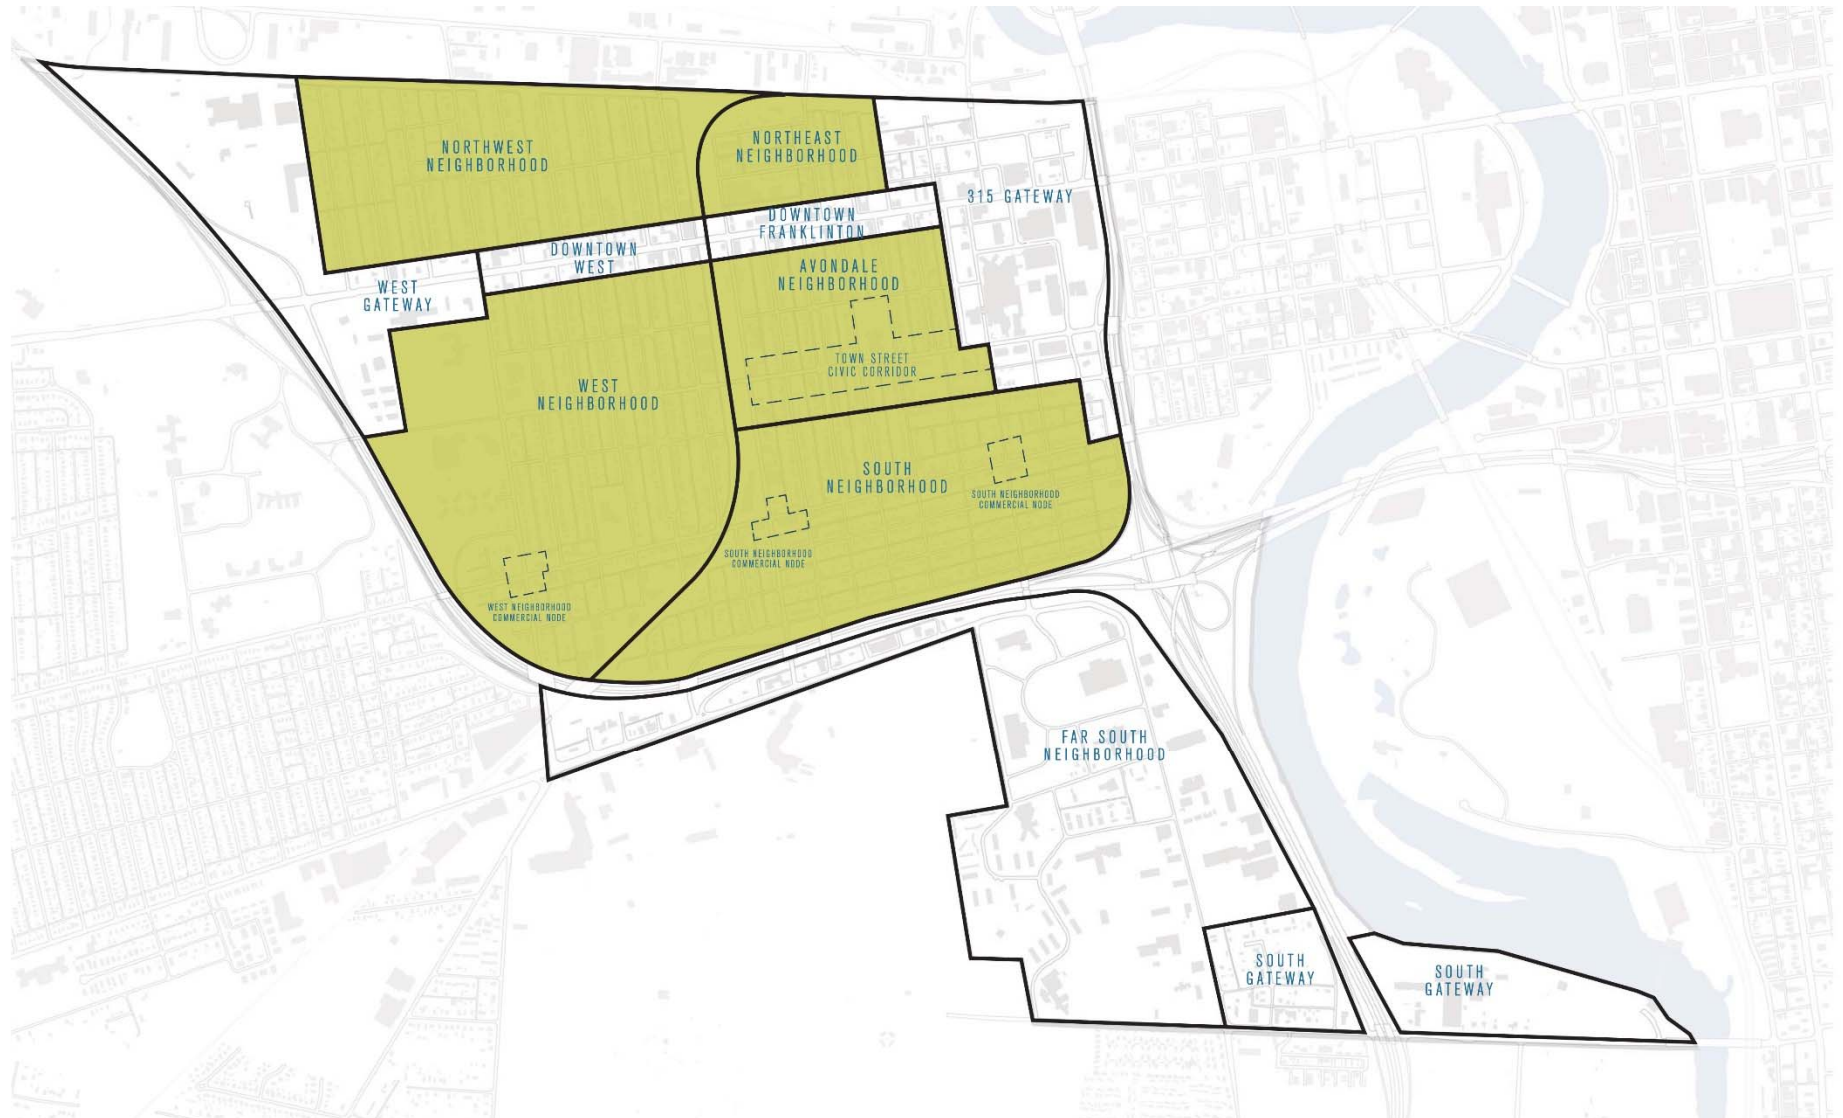 NORTHWEST
NEIGHBORHOOD
NORTHEAST
NEIGHBORHOOD
315 GATEWAY
DOWNTOWN
FRANKLINTON
DOWNTOWN
WEST
AVONDALE
NEIGHBORHOOD
WEST
GATEWAY
TOWN STREET
CIVIC CORRIDOR
WEST
NEIGHBORHOOD
SOUTH
NEIGHBORHOOD
SOUTH NEIGHBORHOOD
COMMERCIAL NODE
SOUTH NEIGHBORHOOD
COMMERCIAL NODE
WEST NEIGHBORHOOD
COMMERCIAL NODE
FAR SOUTH
NEIGHBORHOOD
SOUTH
GATEWAY
SOUTH
GATEWAY